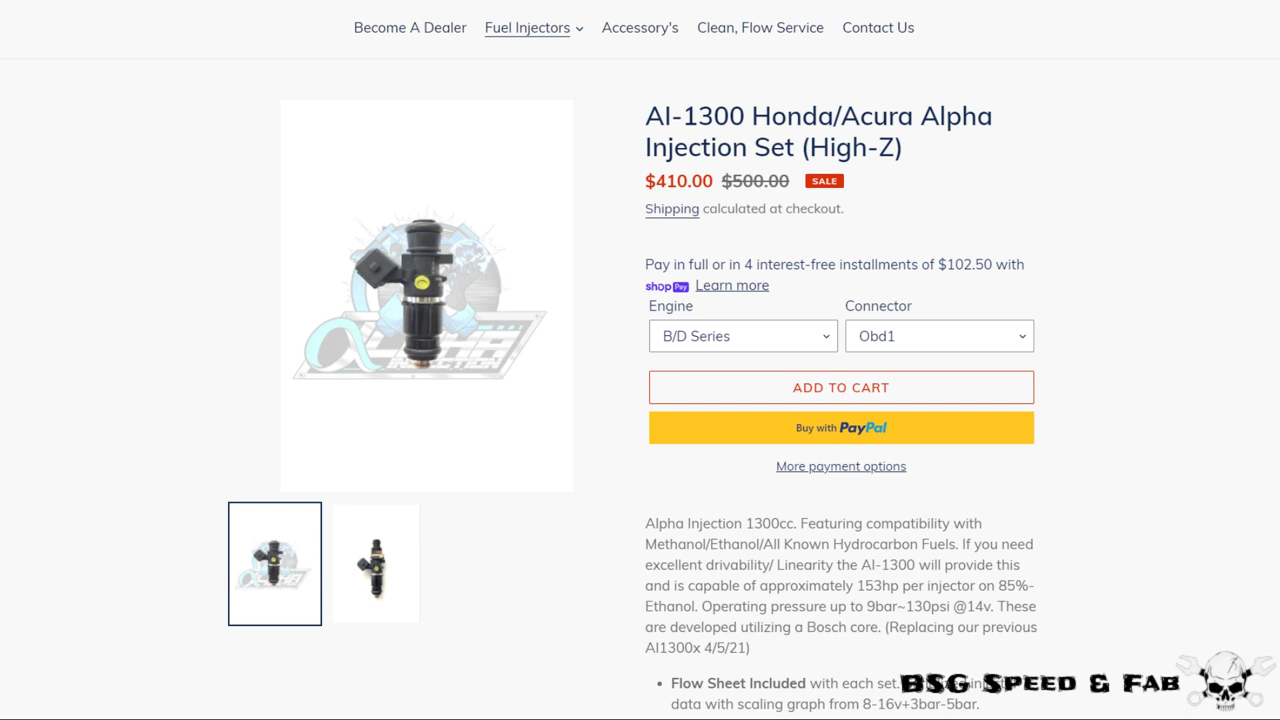 Become A Dealer Fuel Injectors Accessory's Clean, Flow Service Contact Us
AI-1300 Honda/Acura Alpha
Injection Set (High-Z)
$410.00 $500.00 SALE
Shipping calculated at checkout.
Pay in full or in 4 interest-free installments of $102.50 with
shop Pay Learn more
Engine Connector
B/D Series Obd1
ADD TO CART
Buy with PayPal
More payment options
Alpha Injection 1300cc. Featuring compatibility with
Methanol/Ethanol/All Known Hydrocarbon Fuels. If you need
excellent drivability/ Linearity the AI-1300 will provide this
and is capable of approximately 153hp per injector on 85%-
Ethanol. Operating pressure up to 9bar~130psi @14v. These
are developed utilizing a Bosch core. (Replacing our previous
AI1300x 4/5/21)
• Flow Sheet Included with each set.
data with scaling graph from 8-16v+3bar-5bar.
BSG Speed & Fab
ALPHA
INJECTION